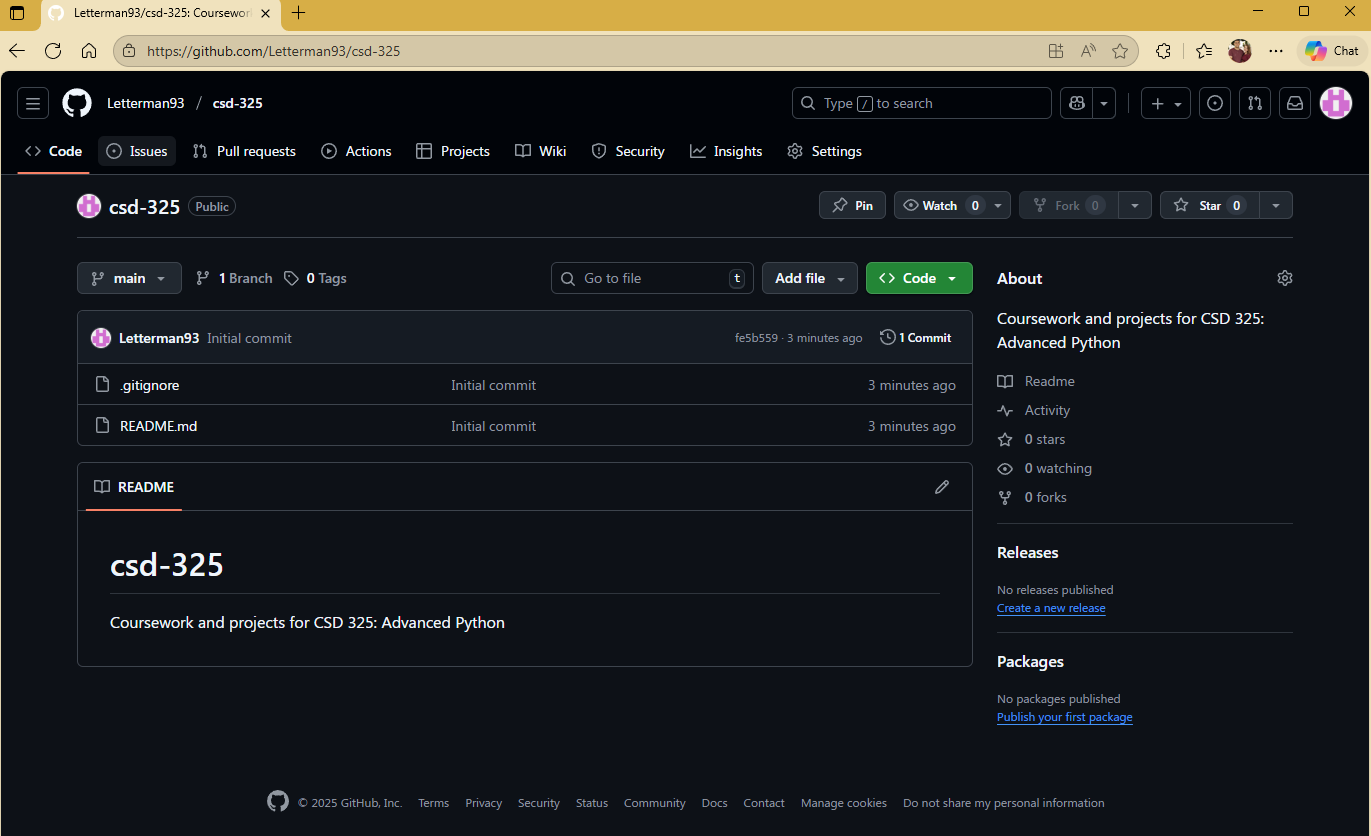 Letterman93/csd-325: Coursewor
https://github.com/Letterman93/csd-325
Chat
Letterman93 / csd-325
Type / to search
Code Issues Pull requests Actions Projects Wiki Security Insights Settings
csd-325 Public
Pin Watch 0 Fork 0 Star 0
main 1 Branch 0 Tags
Go to file t Add file Code
Letterman93 Initial commit
fe5b559 · 3 minutes ago 1 Commit
.gitignore Initial commit 3 minutes ago
README.md Initial commit 3 minutes ago
README
csd-325
Coursework and projects for CSD 325: Advanced Python
About
Coursework and projects for CSD 325:
Advanced Python
Readme
Activity
0 stars
0 watching
0 forks
Releases
No releases published
Create a new release
Packages
No packages published
Publish your first package
© 2025 GitHub, Inc. Terms Privacy Security Status Community Docs Contact Manage cookies Do not share my personal information